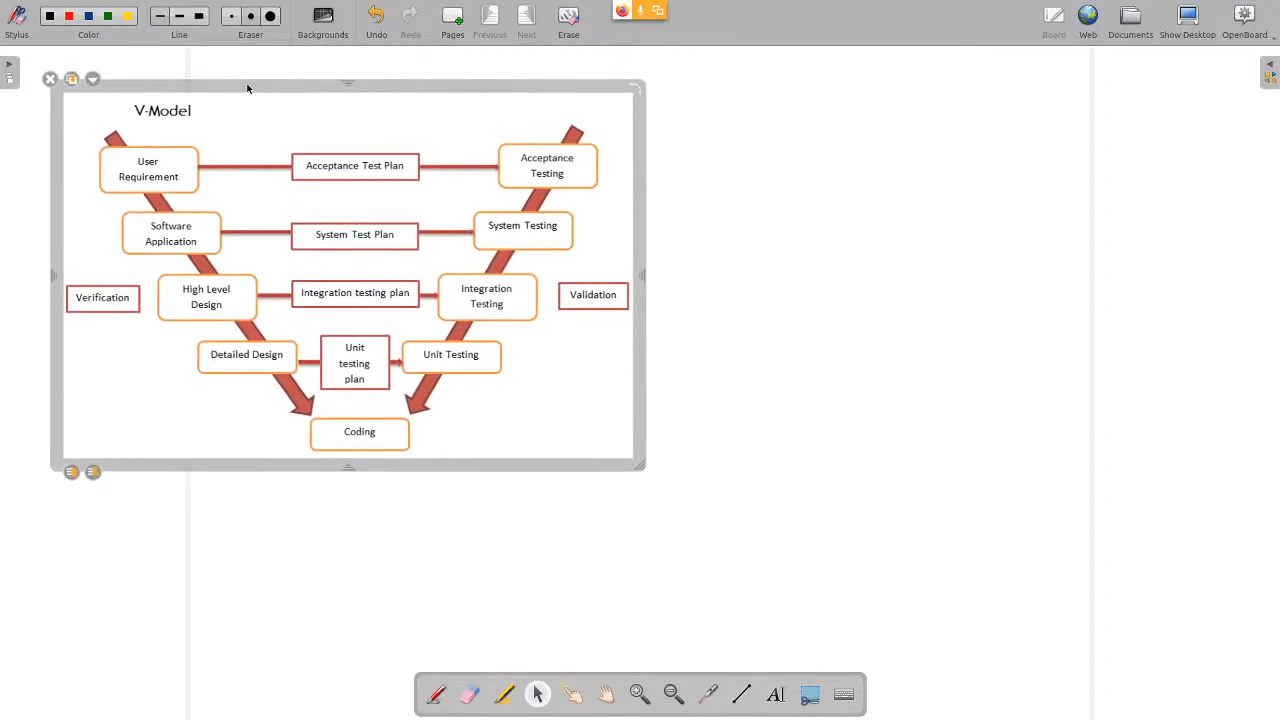 Stylus
Color
Line
Eraser
Backgrounds
Undo
Redo
Pages
Previous
Next
Erase
Board
Web
Documents
Show Desktop
OpenBoard
V-Model
User
Requirement
Acceptance Test Plan
Acceptance
Testing
Software
Application
System Test Plan
System Testing
Verification
High Level
Design
Integration testing plan
Integration
Testing
Validation
Detailed Design
Unit
testing
plan
Unit Testing
Coding
AI